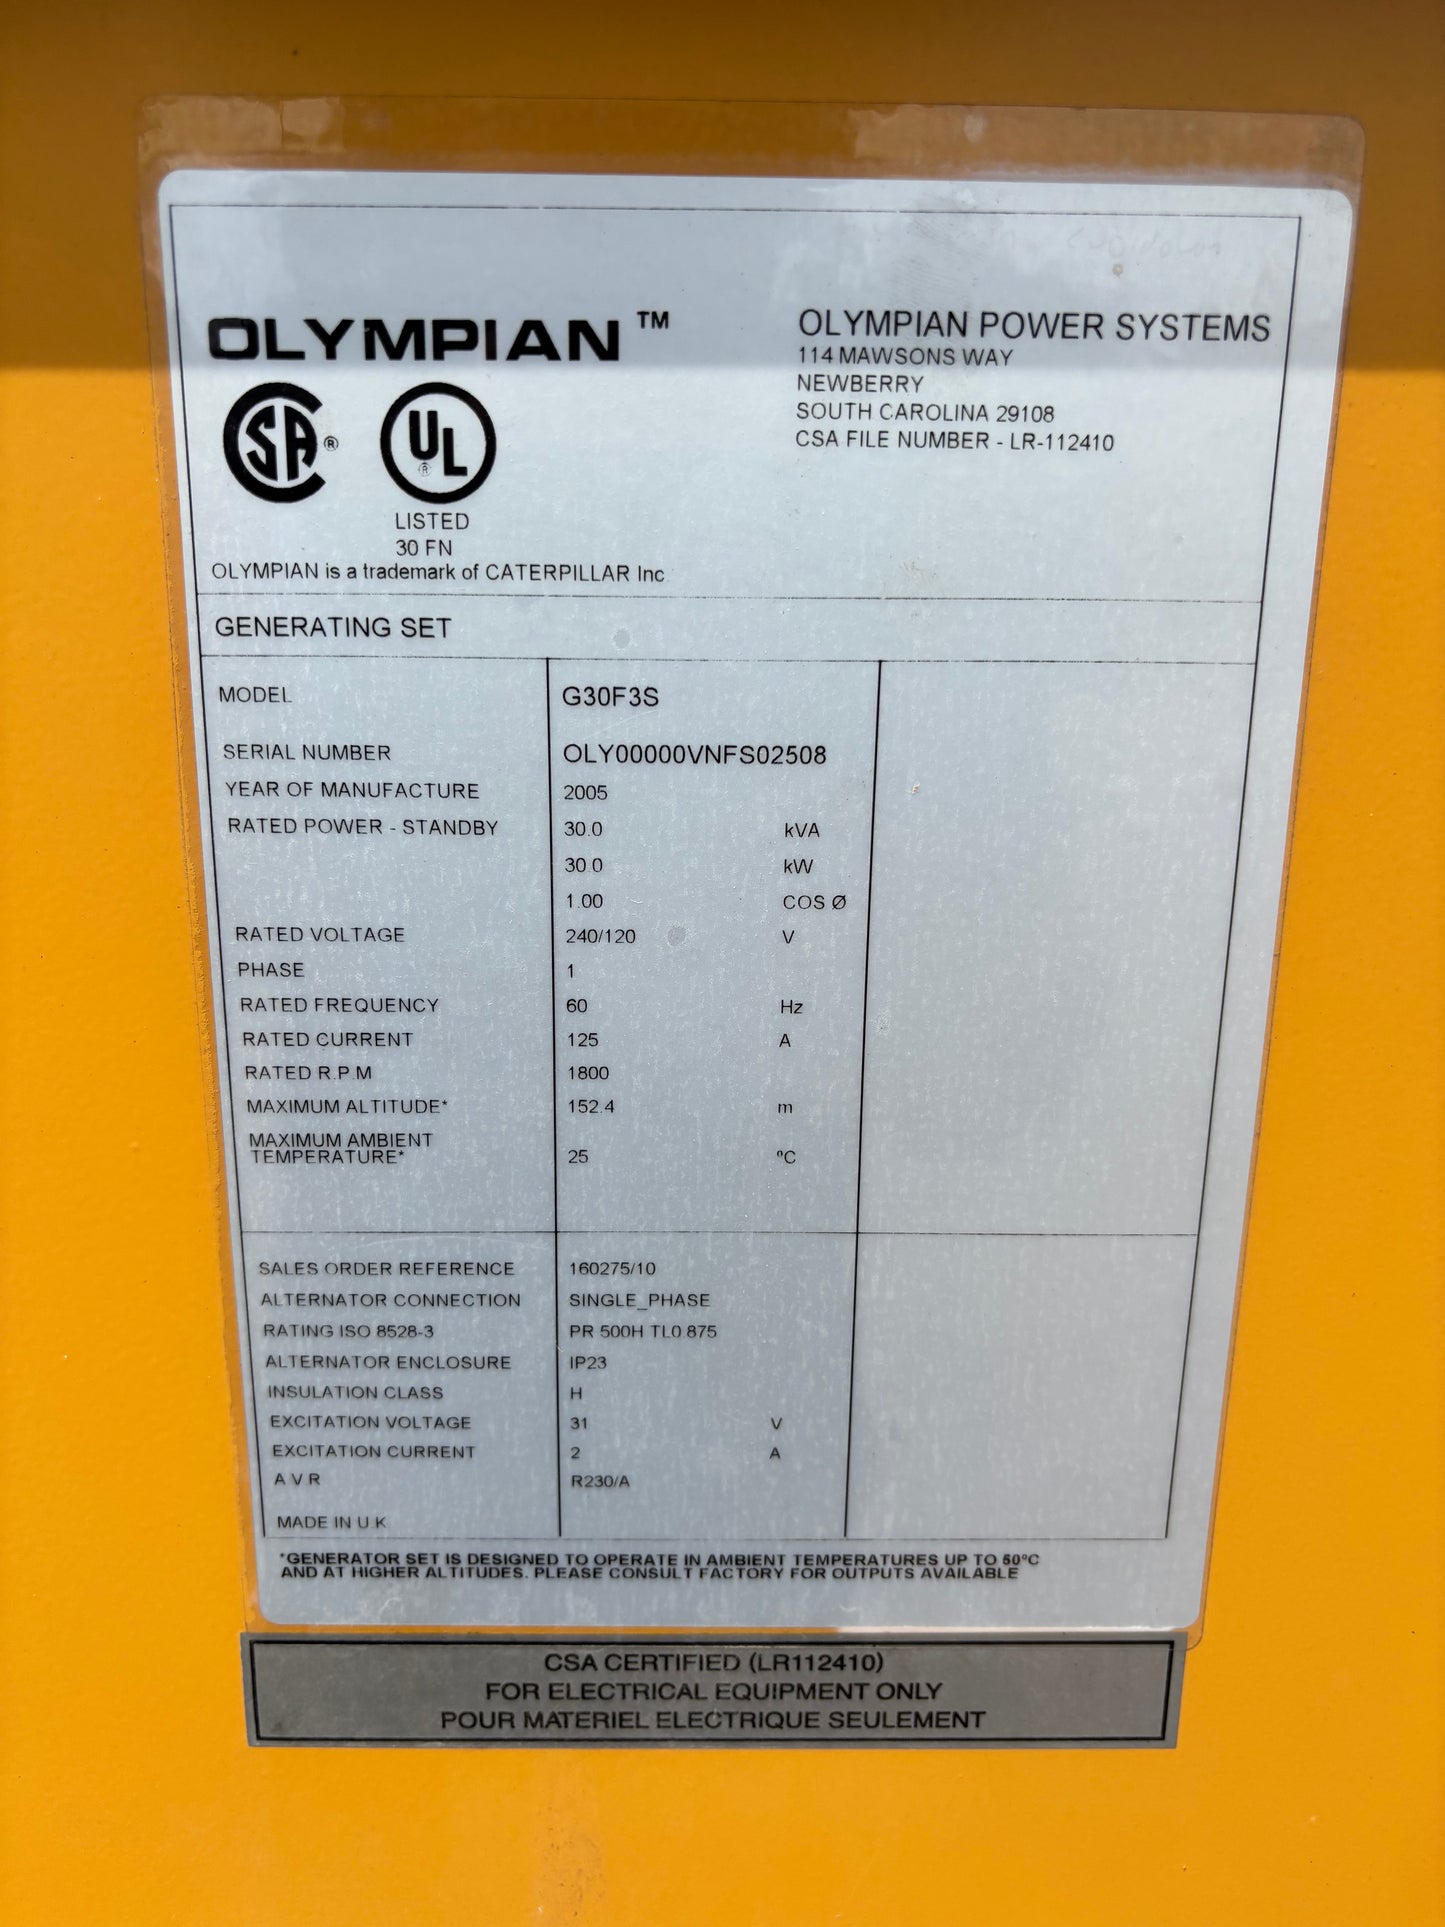 OLYMPIAN™
OLYMPIAN POWER SYSTEMS
114 MAWSONS WAY
NEWBERRY
SOUTH CAROLINA 29108
CSA FILE NUMBER - LR-112410
SA ®
UL ®
LISTED
30 FN
OLYMPIAN is a trademark of CATERPILLAR Inc
GENERATING SET
MODEL G30F3S
SERIAL NUMBER OLY00000VNFS02508
YEAR OF MANUFACTURE 2005
RATED POWER - STANDBY 30.0 kVA
30 0 kW
1.00 COS Ø
RATED VOLTAGE 240/120 V
PHASE 1
RATED FREQUENCY 60 Hz
RATED CURRENT 125 A
RATED R.P.M 1800
MAXIMUM ALTITUDE* 152.4 m
MAXIMUM AMBIENT
TEMPERATURE* 25 ºC
SALES ORDER REFERENCE 160275/10
ALTERNATOR CONNECTION SINGLE_PHASE
RATING ISO 8528-3 PR 500H TL0 875
ALTERNATOR ENCLOSURE IP23
INSULATION CLASS H
EXCITATION VOLTAGE 31 V
EXCITATION CURRENT 2 A
A V R R230/A
MADE IN U K
*GENERATOR SET IS DESIGNED TO OPERATE IN AMBIENT TEMPERATURES UP TO 50°C
AND AT HIGHER ALTITUDES. PLEASE CONSULT FACTORY FOR OUTPUTS AVAILABLE
CSA CERTIFIED (LR112410)
FOR ELECTRICAL EQUIPMENT ONLY
POUR MATERIEL ELECTRIQUE SEULEMENT